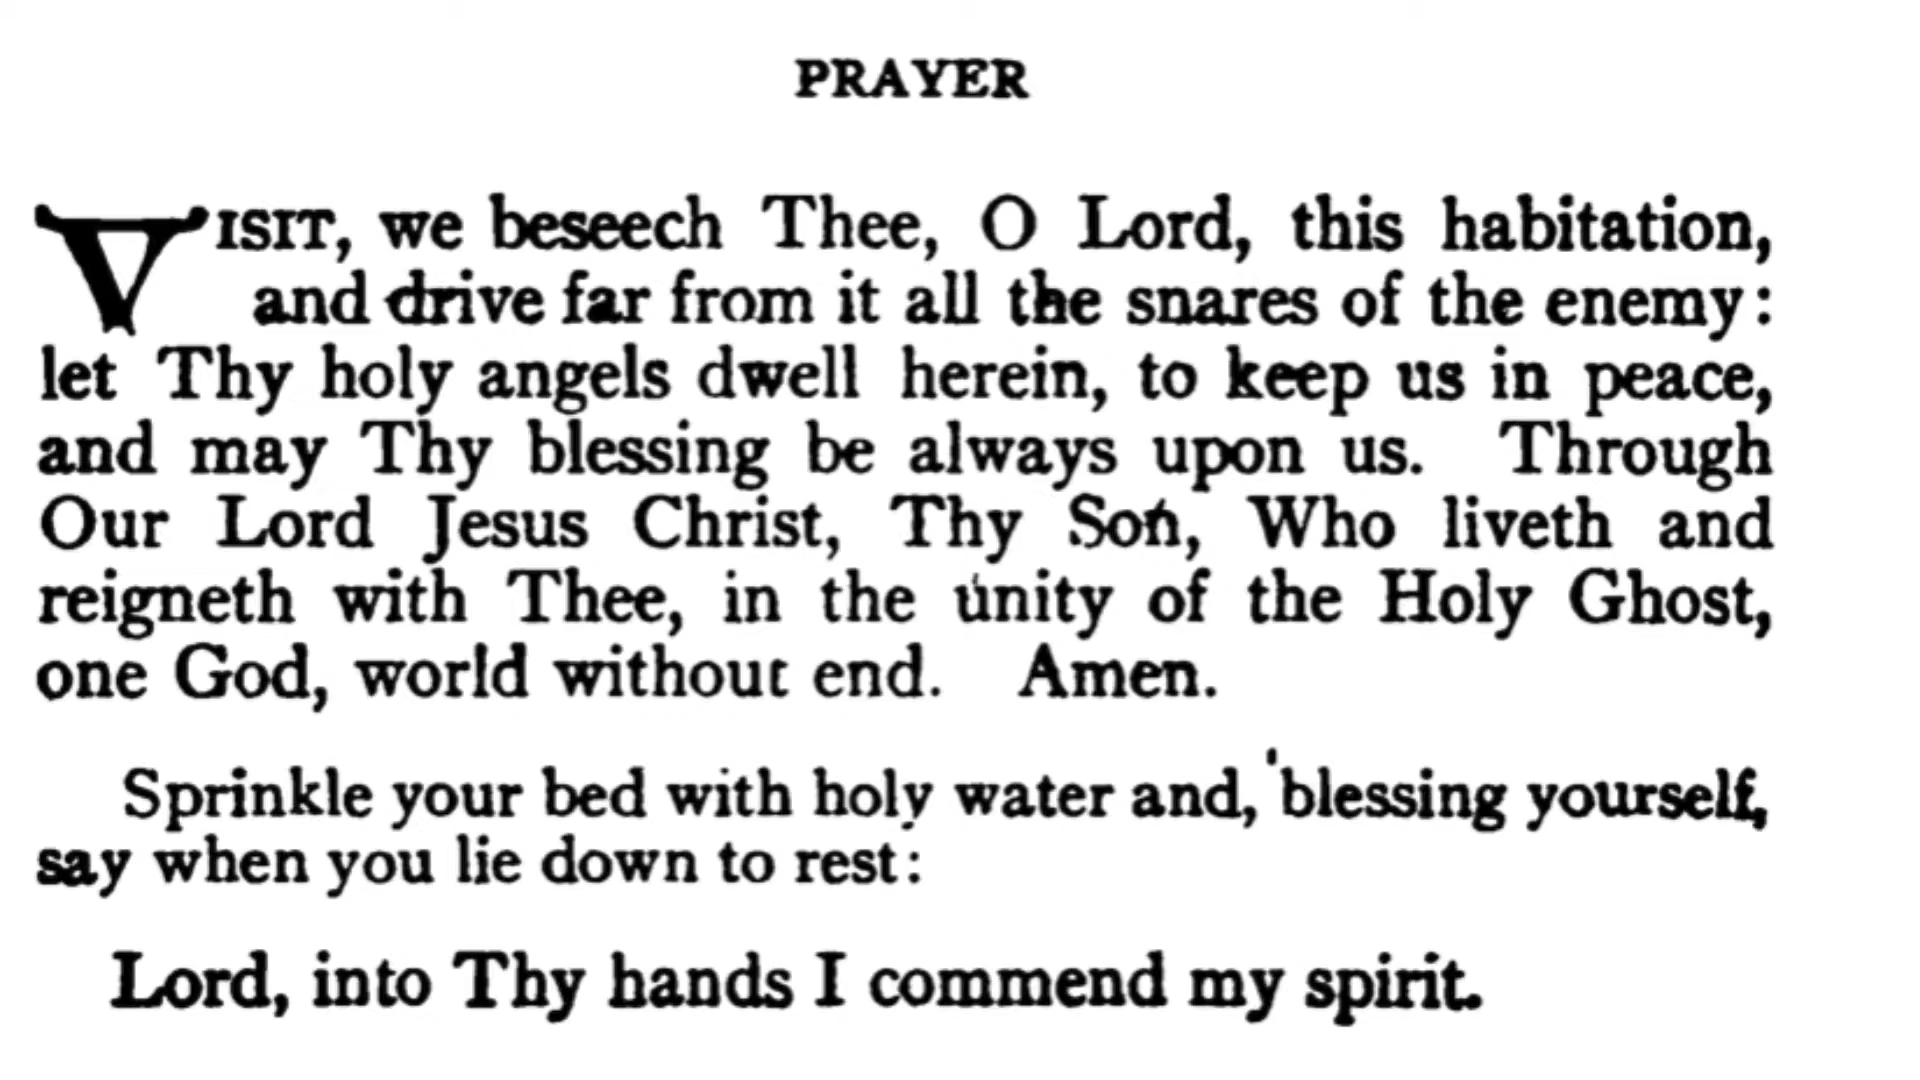 PRAYER
VISIT, we beseech Thee, O Lord, this habitation,
and drive far from it all the snares of the enemy:
let Thy holy angels dwell herein, to keep us in peace,
and may Thy blessing be always upon us. Through
Our Lord Jesus Christ, Thy Son, Who liveth and
reigneth with Thee, in the unity of the Holy Ghost,
one God, world without end. Amen.
Sprinkle your bed with holy water and, blessing yourself,
say when you lie down to rest:
Lord, into Thy hands I commend my spirit.